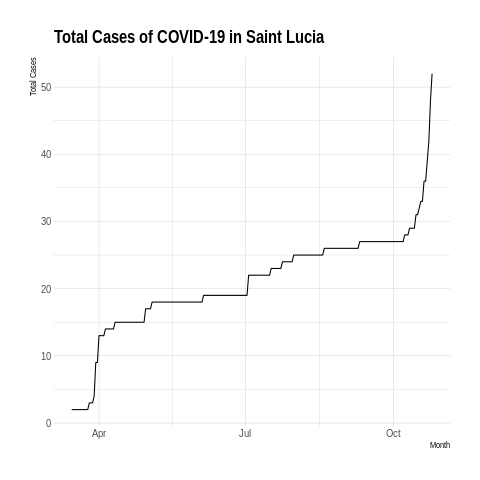 Total Cases of COVID-19 in Saint Lucia
Total Cases
50
40
30
20
10
0
Apr
Jul
Oct
Month